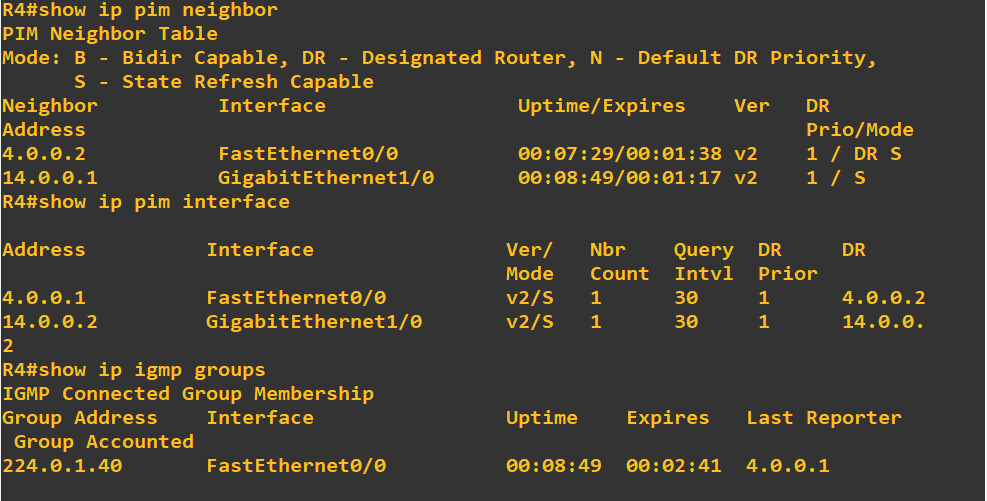 R4#show ip pim neighbor
PIM Neighbor Table
Mode: B - Bidir Capable, DR - Designated Router, N - Default DR Priority,
      S - State Refresh Capable
Neighbor          Interface                Uptime/Expires    Ver   DR
Address                                                            Prio/Mode
4.0.0.2           FastEthernet0/0          00:07:29/00:01:38 v2    1 / DR S
14.0.0.1          GigabitEthernet1/0       00:08:49/00:01:17 v2    1 / S
R4#show ip pim interface
Address          Interface                Ver/   Nbr    Query  DR     DR
                                          Mode   Count  Intvl  Prior
4.0.0.1          FastEthernet0/0          v2/S   1      30     1      4.0.0.2
14.0.0.2         GigabitEthernet1/0       v2/S   1      30     1      14.0.0.
2
R4#show ip igmp groups
IGMP Connected Group Membership
Group Address    Interface                Uptime    Expires   Last Reporter
 Group Accounted
224.0.1.40       FastEthernet0/0          00:08:49  00:02:41  4.0.0.1